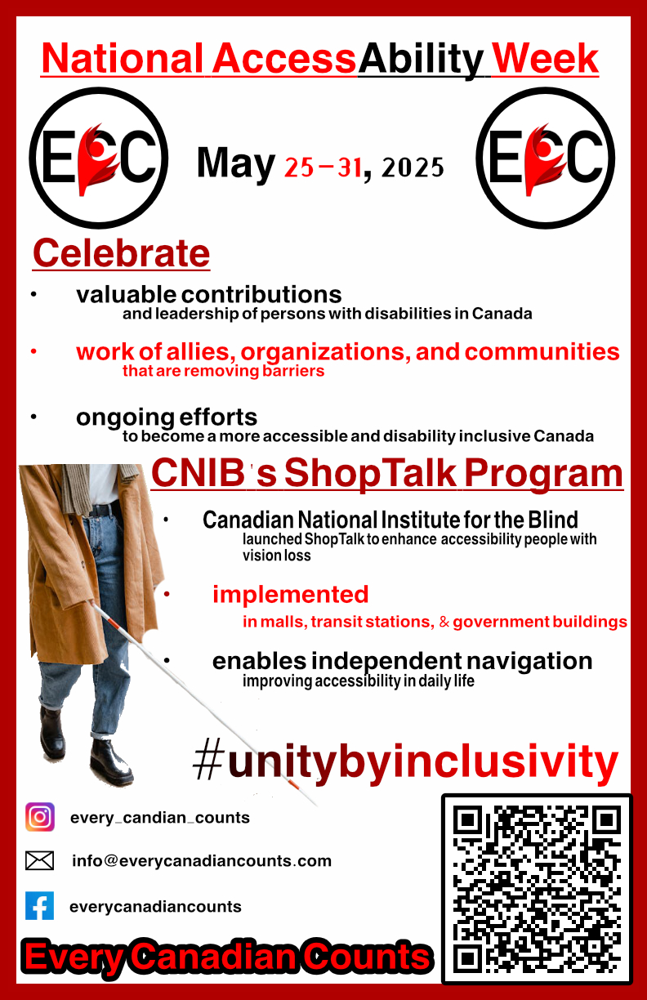 National AccessAbility Week
ECC
ECC
May 25-31, 2025
Celebrate
• valuable contributions
and leadership of persons with disabilities in Canada
• work of allies, organizations, and communities
that are removing barriers
• ongoing efforts
to become a more accessible and disability inclusive Canada
CNIB's ShopTalk Program
• Canadian National Institute for the Blind
launched ShopTalk to enhance accessibility people with
vision loss
• implemented
in malls, transit stations, & government buildings
• enables independent navigation
improving accessibility in daily life
#unitybyinclusivity
every_candian_counts
info@everycanadiancounts.com
everycanadiancounts
Every Canadian Counts